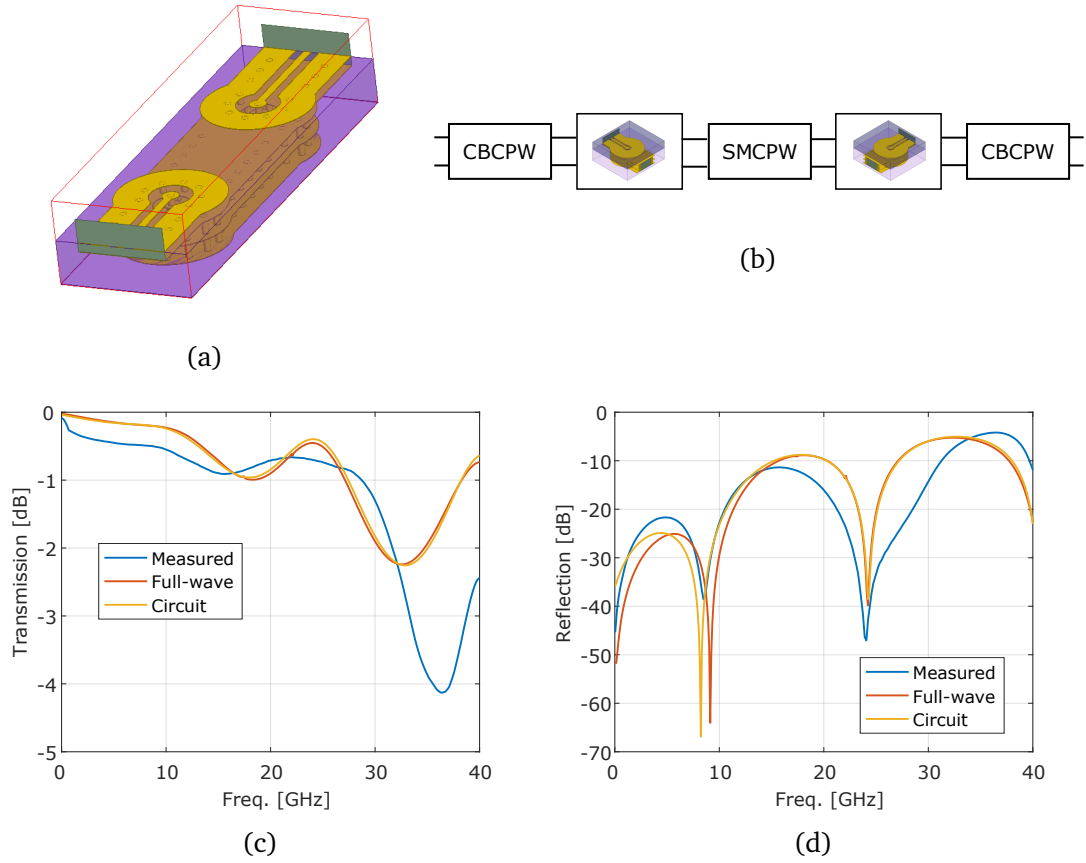 (a)
CBCPW
SMCPW
CBCPW
(b)
0
-1
-2
-3
-4
-5
Transmission [dB]
Measured
Full-wave
Circuit
0
10
20
30
40
Freq. [GHz]
(c)
0
-10
-20
-30
-40
-50
-60
-70
Reflection [dB]
Measured
Full-wave
Circuit
0
10
20
30
40
Freq. [GHz]
(d)